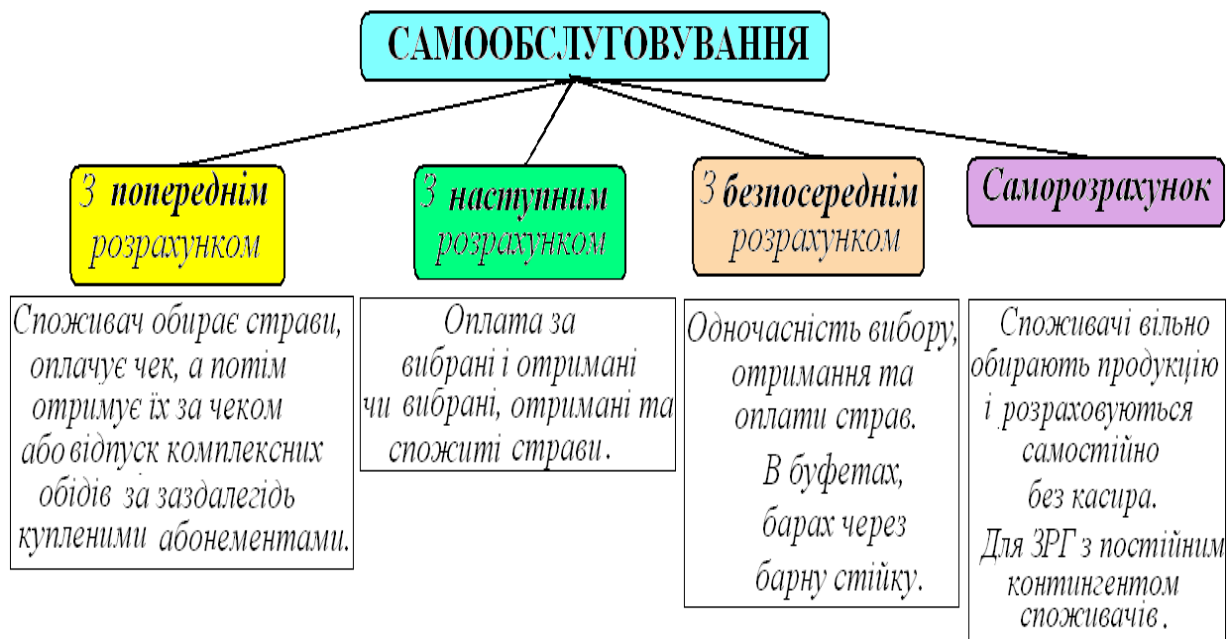 САМООБСЛУГОВУВАННЯ
З попереднім
розрахунком
З наступним
розрахунком
З безпосереднім
розрахунком
Саморозрахунок
Споживач обирає страви,
оплачує чек, а потім
отримує їх за чеком
або відпуск комплексних
обідів за заздалегідь
купленими абонементами.
Оплата за
вибрані і отримані
чи вибрані, отримані та
спожиті страви.
Одночасність вибору,
отримання та
оплати страв.
В буфетах,
барах через
барну стійку.
Споживачі вільно
обирають продукцію
і розраховуються
самостійно
без касира.
Для ЗРГ з постійним
контингентом
споживачів.